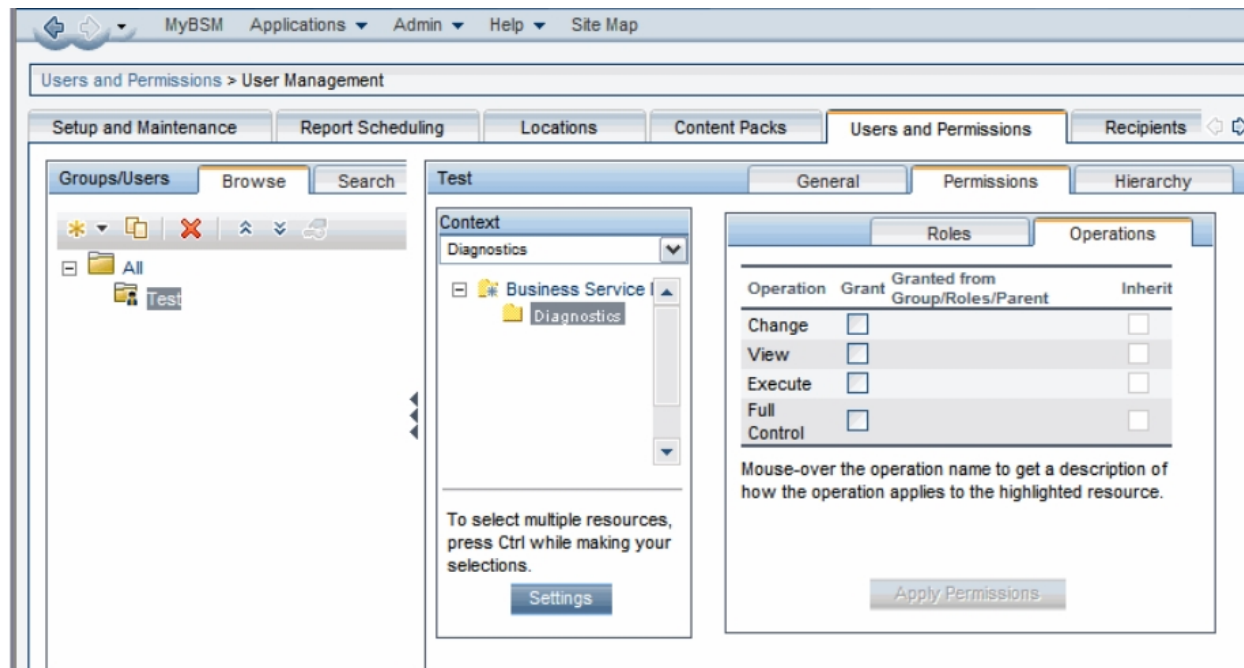 MyBSM Applications Admin Help Site Map
Users and Permissions > User Management
Setup and Maintenance Report Scheduling Locations Content Packs Users and Permissions Recipients
Groups/Users Browse Search
All
Test
Test General Permissions Hierarchy
Context
Diagnostics
Business Service
Diagnostics
To select multiple resources,
press Ctrl while making your
selections.
Settings
Roles Operations
Operation Grant Granted from Group/Roles/Parent Inherit
Change
View
Execute
Full
Control
Mouse-over the operation name to get a description of
how the operation applies to the highlighted resource.
Apply Permissions